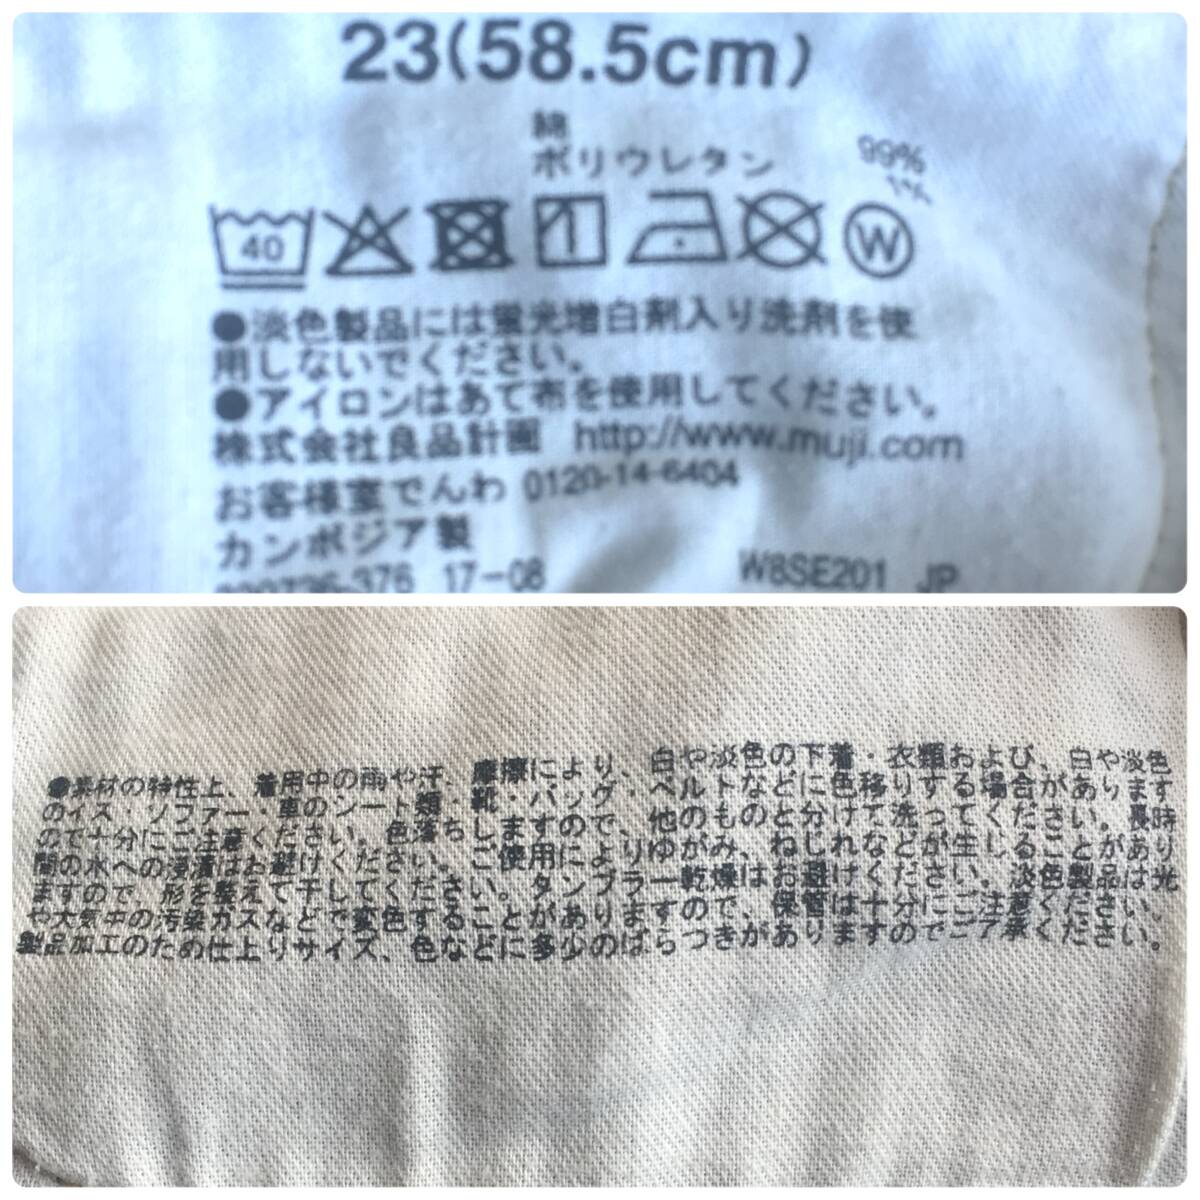 23(58.5cm)
綿 99%
ポリウレタン 1%
40
W
●淡色製品には蛍光増白剤入り洗剤を使
用しないでください。
●アイロンはあて布を使用してください。
株式会社良品計画 http://www.muji.com
お客様室でんわ 0120-14-6404
カンボジア製
376 17-08 W8SE201 JP
●素材の特性上、着用中の雨や汗、摩擦により、白や淡色の下着・衣類および、白や淡色
のイス・ソファー・車のシート類・靴・バッグ・ベルトなどに色移りする場合がありま
すので十分にご注意ください。色落ちしますので、他のものと分けて洗ってください。長時
間の水への浸漬はお避けください。ご使用によりゆがみ、ねじれなどが生じることがあり
ますので、形を整えて干してください。タンブラー乾燥はお避けください。淡色製品は光
や大気中の汚染ガスなどで変色することがありますので、保管は十分にご注意ください。
製品加工のため仕上りサイズ、色などに多少のばらつきがありますのでご了承ください。